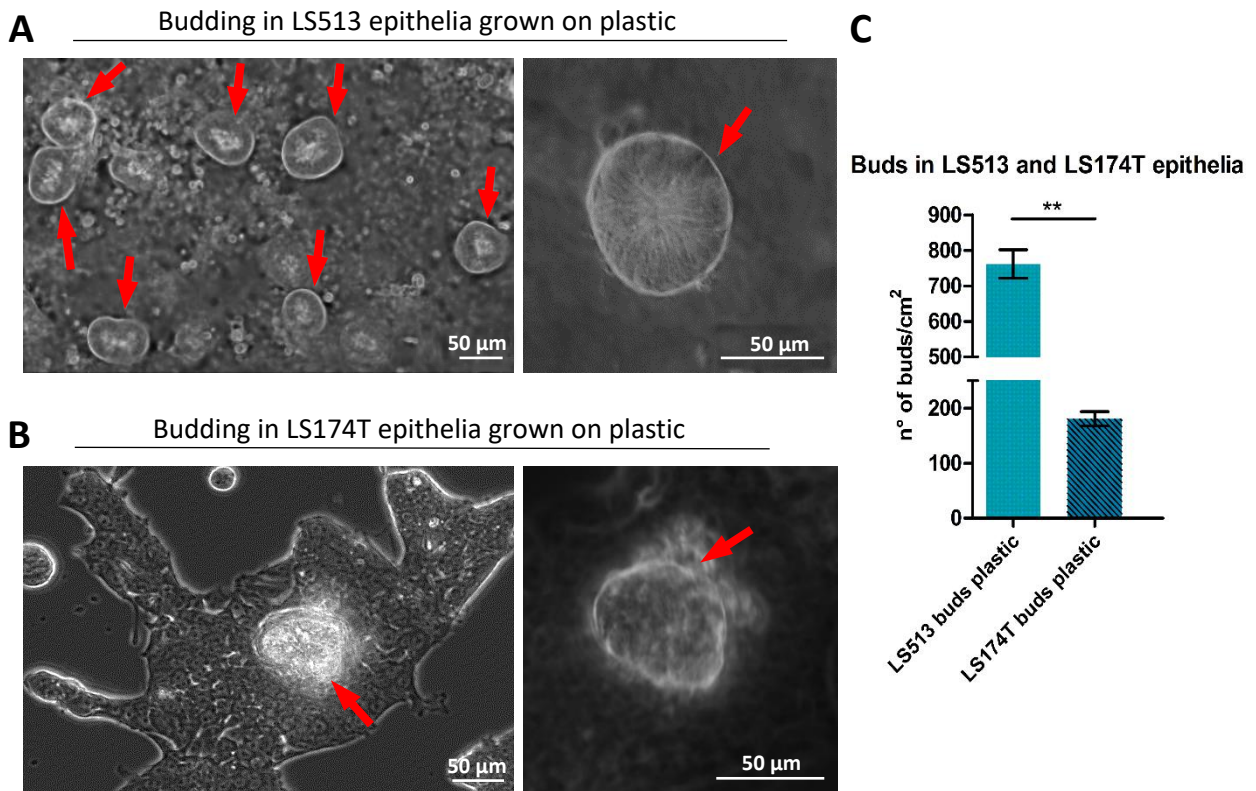 A
Budding in LS513 epithelia grown on plastic
50 µm
50 µm
B
Budding in LS174T epithelia grown on plastic
50 µm
50 µm
C
Buds in LS513 and LS174T epithelia
**
n° of buds/cm²
900
800
700
600
500
200
100
0
LS513 buds plastic
LS174T buds plastic